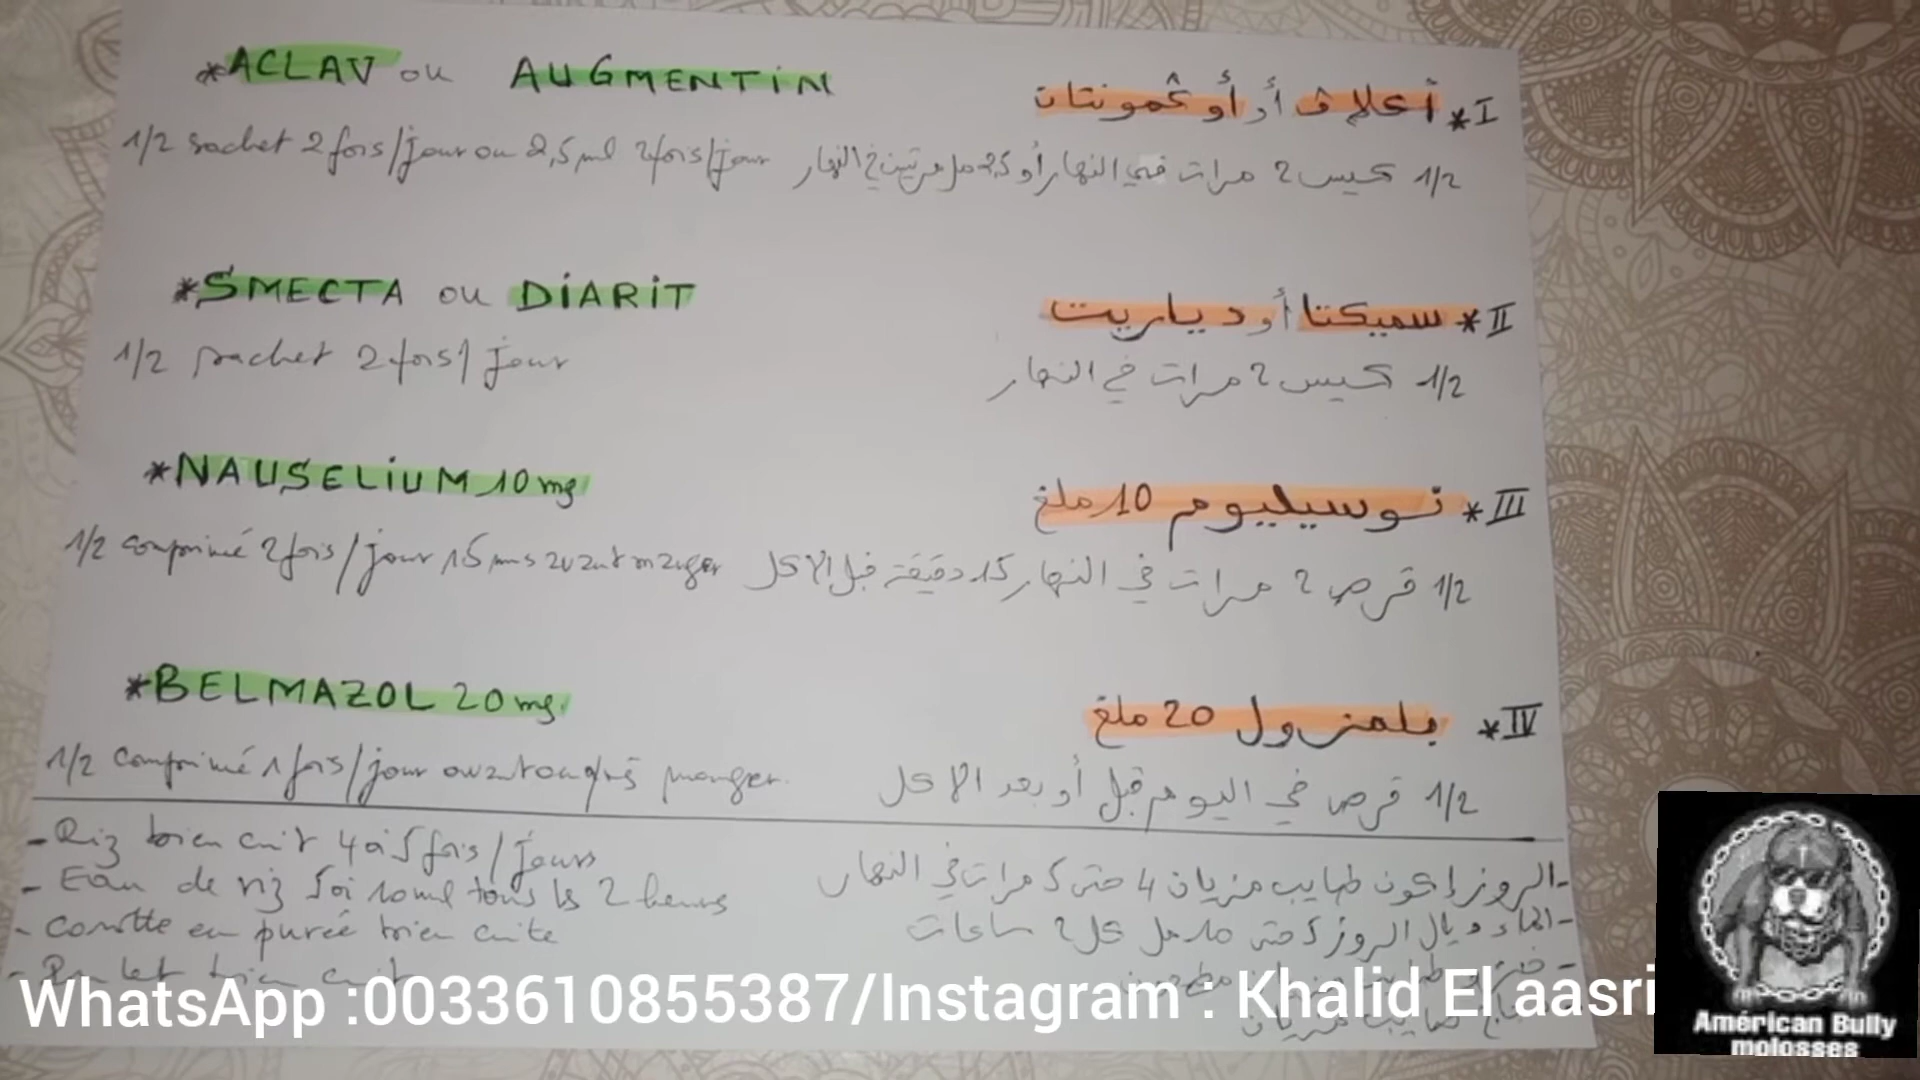 *ACLAV ou AUGMENTIN
I* أعلاف أو أوڭمونتان
1/2 sachet 2 fois/jour ou 2,5 ml 2 fois/jour
1/2 كيس 2 مرات في النهار أو 2,5 مل مرتين في النهار
*SMECTA ou DIARIT
II* سميكتا أو دياريت
1/2 sachet 2 fois/jour
1/2 كيس 2 مرات في النهار
*NAUSELIUM 10 mg
III* نوسيليوم 10 ملغ
1/2 comprimé 2 fois/jour 15 mns avant manger
1/2 قرص 2 مرات في النهار 15 دقيقة قبل الاكل
*BELMAZOL 20 mg.
IV* بلمزول 20 ملغ
1/2 comprimé 1 fois/jour avant ou après manger.
1/2 قرص في اليوم قبل أو بعد الاكل
- Riz bien cuit 4 à 5 fois/jours
- الروز إكون طايب مزيان 4 حتى 5 مرات في النهار
- Eau de riz 5 à 10 ml tous ls 2 heures
- الماء ديال الروز 5 حتى 10 مل كل 2 ساعات
- Carotte en purée bien cuite
- bien cuit
WhatsApp :0033610855387/Instagram : Khalid El aasri
Américan Bully
molosses